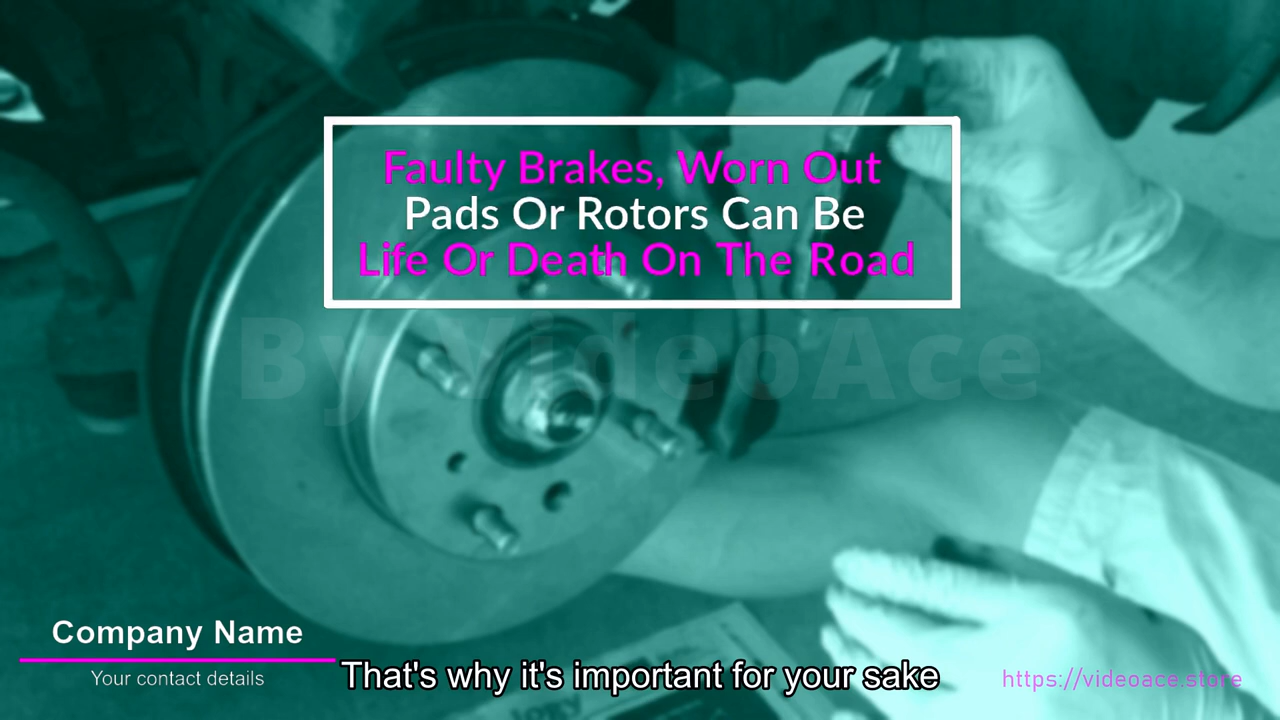 Faulty Brakes, Worn Out
Pads Or Rotors Can Be
Life Or Death On The Road
By VideoAce
Company Name
Your contact details
That's why it's important for your sake
https://videoace.store